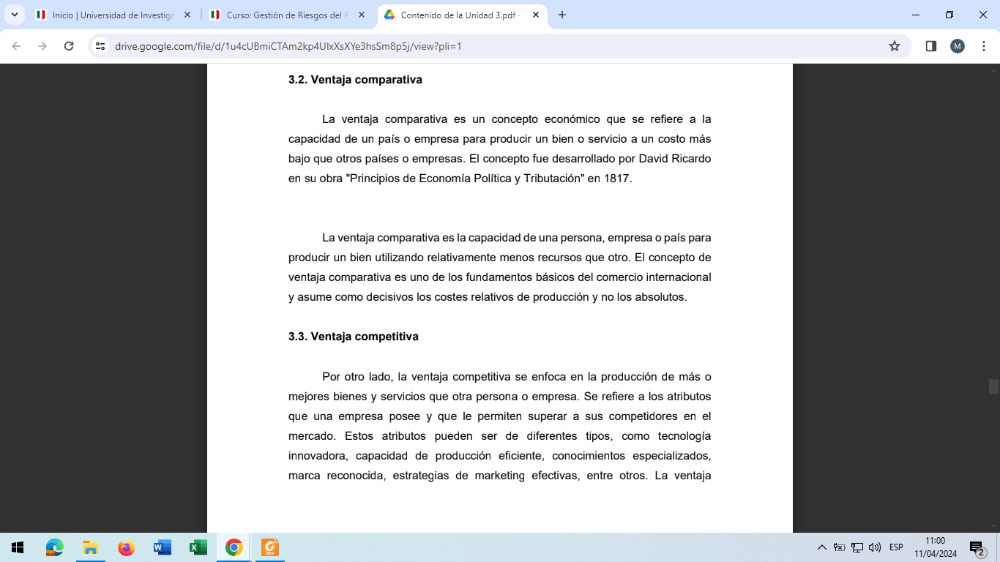 Inicio | Universidad de Investiga
Curso: Gestión de Riesgos del P
Contenido de la Unidad 3.pdf -
drive.google.com/file/d/1u4cUBmiCTAm2kp4UIxXsXYe3hsSm8p5j/view?pli=1
M
3.2. Ventaja comparativa
La ventaja comparativa es un concepto económico que se refiere a la
capacidad de un país o empresa para producir un bien o servicio a un costo más
bajo que otros países o empresas. El concepto fue desarrollado por David Ricardo
en su obra "Principios de Economía Política y Tributación" en 1817.
La ventaja comparativa es la capacidad de una persona, empresa o país para
producir un bien utilizando relativamente menos recursos que otro. El concepto de
ventaja comparativa es uno de los fundamentos básicos del comercio internacional
y asume como decisivos los costes relativos de producción y no los absolutos.
3.3. Ventaja competitiva
Por otro lado, la ventaja competitiva se enfoca en la producción de más o
mejores bienes y servicios que otra persona o empresa. Se refiere a los atributos
que una empresa posee y que le permiten superar a sus competidores en el
mercado. Estos atributos pueden ser de diferentes tipos, como tecnología
innovadora, capacidad de producción eficiente, conocimientos especializados,
marca reconocida, estrategias de marketing efectivas, entre otros. La ventaja
PDF
ESP
11:00
11/04/2024
2